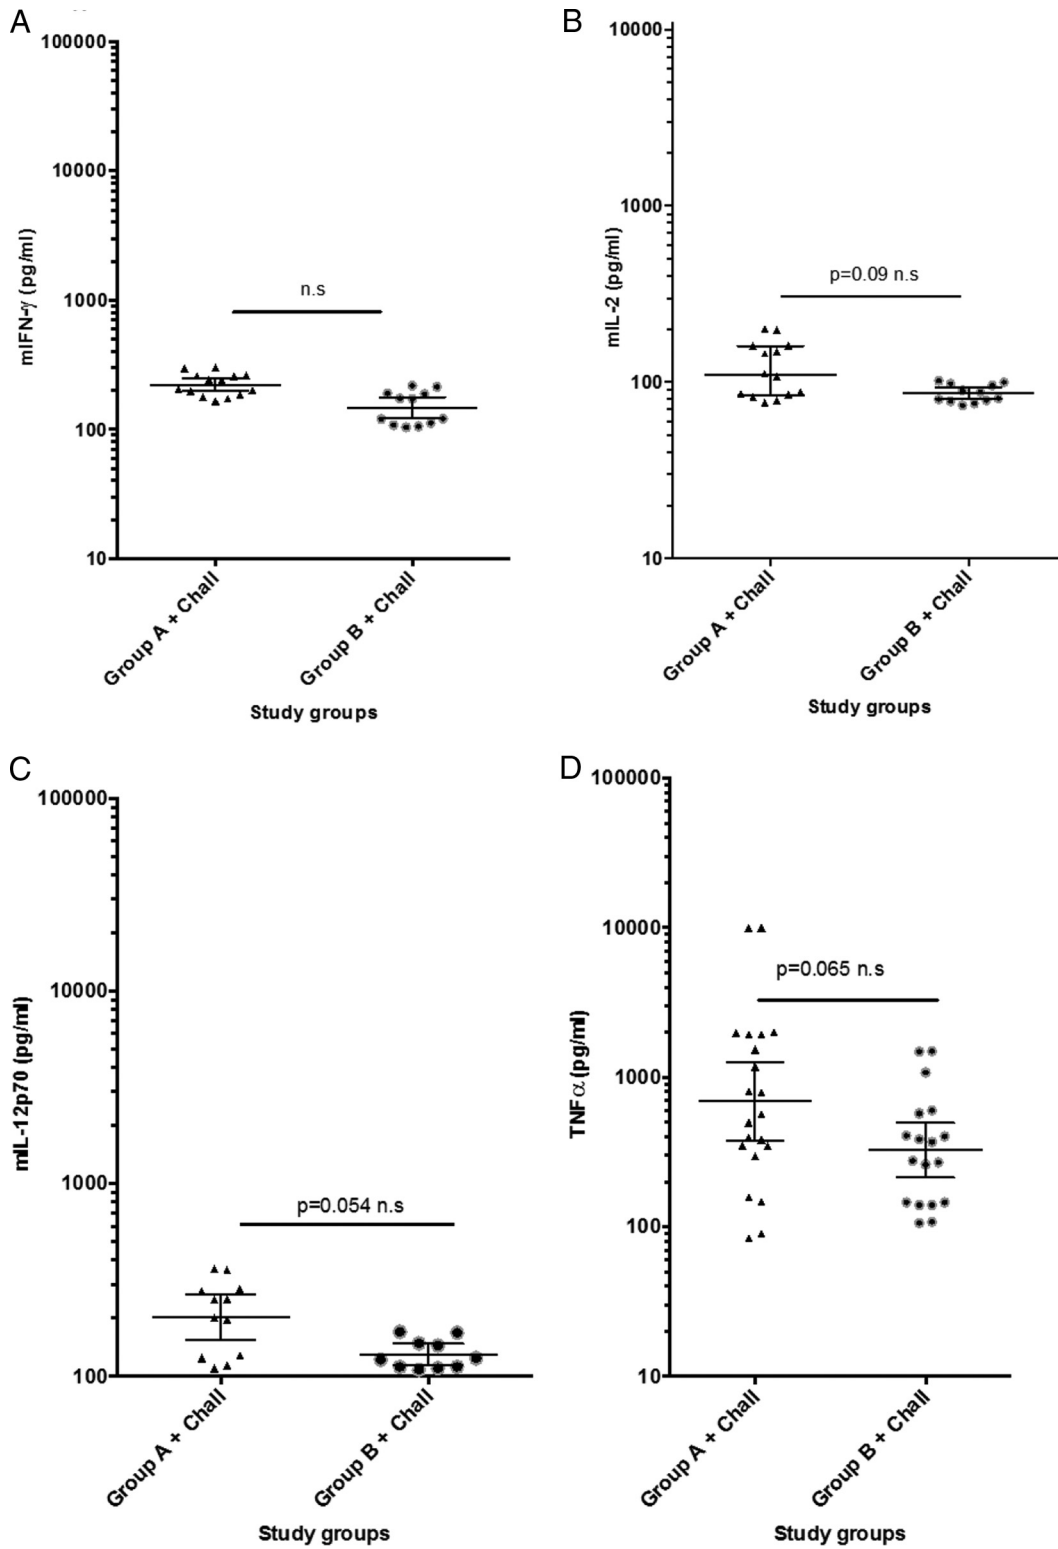 A
100000
10000
1000
100
10
mIFN-γ (pg/ml)
n.s
Group A + Chall
Group B + Chall
Study groups
B
10000
1000
100
10
mIL-2 (pg/ml)
p=0.09 n.s
Group A + Chall
Group B + Chall
Study groups
C
100000
10000
1000
100
mIL-12p70 (pg/ml)
p=0.054 n.s
Group A + Chall
Group B + Chall
Study groups
D
100000
10000
1000
100
10
TNFα (pg/ml)
p=0.065 n.s
Group A + Chall
Group B + Chall
Study groups